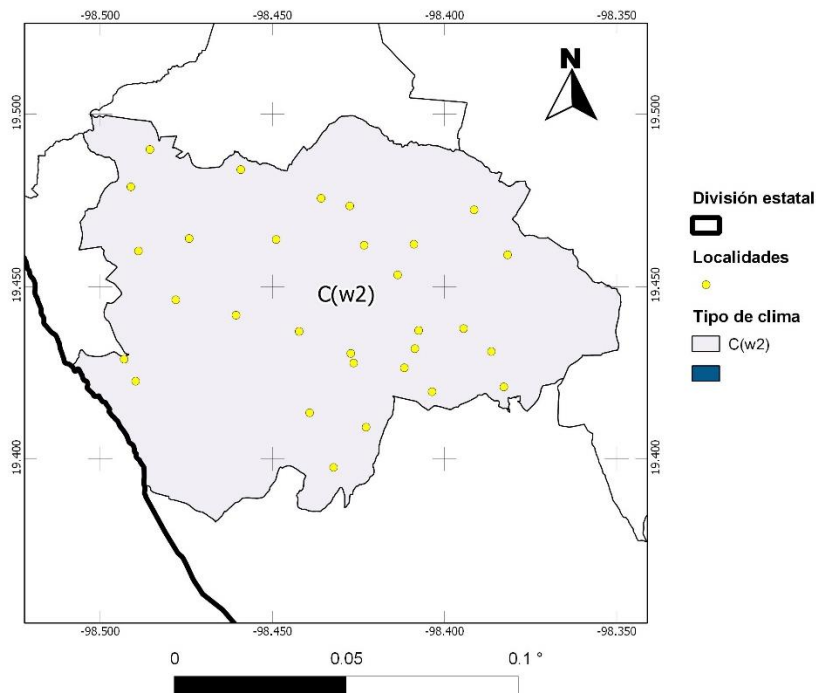 -98.500 -98.450 -98.400 -98.350
N
19.500 19.500
División estatal
Localidades
19.450 19.450
C(w2)
Tipo de clima
C(w2)
19.400 19.400
-98.500 -98.450 -98.400 -98.350
0 0.05 0.1 °